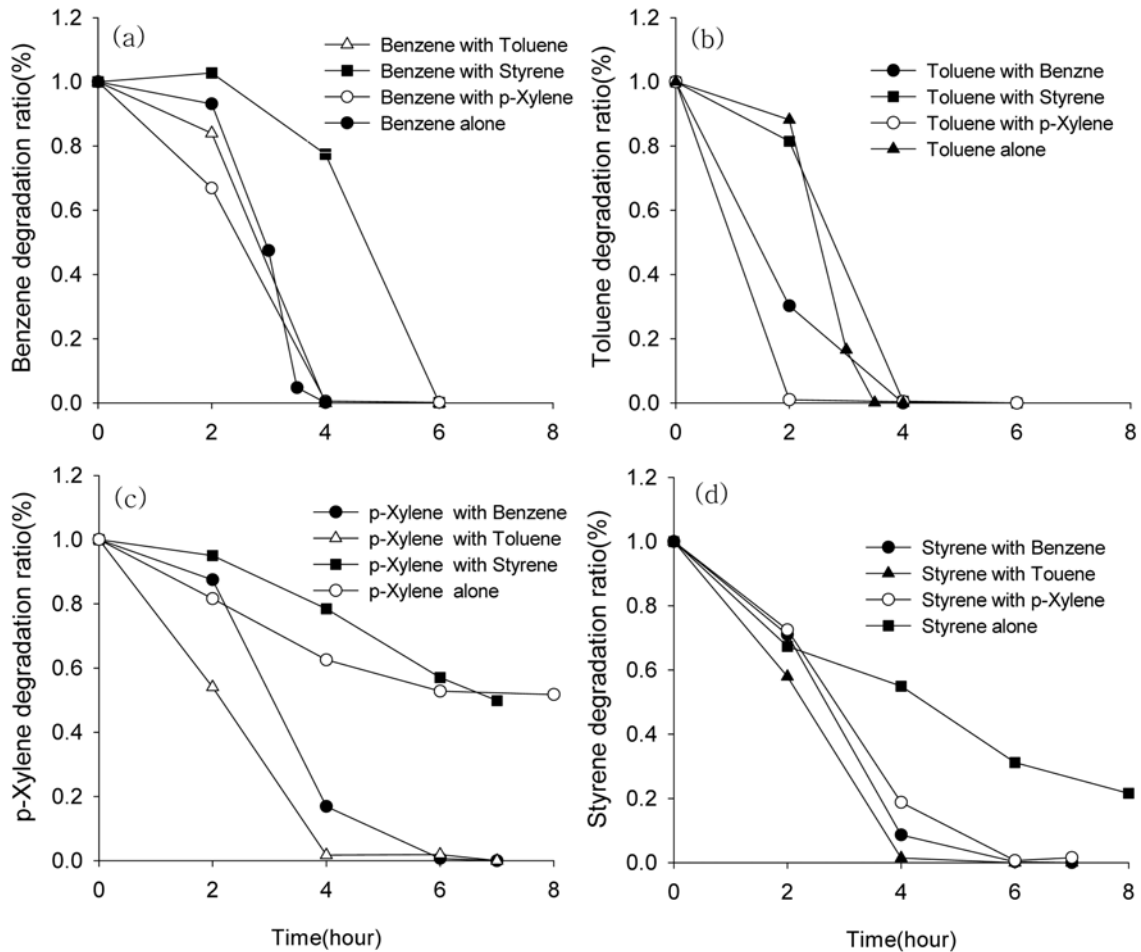 (a)
Benzene degradation ratio(%)
1.2
1.0
0.8
0.6
0.4
0.2
0.0
Benzene with Toluene
Benzene with Styrene
Benzene with p-Xylene
Benzene alone
0 2 4 6 8
(b)
Toluene degradation ratio(%)
1.2
1.0
0.8
0.6
0.4
0.2
0.0
Toluene with Benzne
Toluene with Styrene
Toluene with p-Xylene
Toluene alone
0 2 4 6 8
(c)
p-Xylene degradation ratio(%)
1.2
1.0
0.8
0.6
0.4
0.2
0.0
p-Xylene with Benzene
p-Xylene with Toluene
p-Xylene with Styrene
p-Xylene alone
0 2 4 6 8
Time(hour)
(d)
Styrene degradation ratio(%)
1.2
1.0
0.8
0.6
0.4
0.2
0.0
Styrene with Benzene
Styrene with Touene
Styrene with p-Xylene
Styrene alone
0 2 4 6 8
Time(hour)